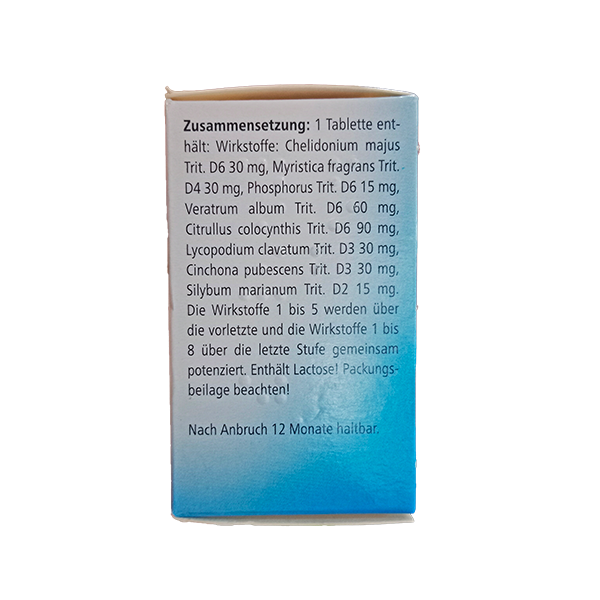 Zusammensetzung: 1 Tablette ent-
hält: Wirkstoffe: Chelidonium majus
Trit. D6 30 mg, Myristica fragrans Trit.
D4 30 mg, Phosphorus Trit. D6 15 mg,
Veratrum album Trit. D6 60 mg,
Citrullus colocynthis Trit. D6 90 mg,
Lycopodium clavatum Trit. D3 30 mg,
Cinchona pubescens Trit. D3 30 mg,
Silybum marianum Trit. D2 15 mg.
Die Wirkstoffe 1 bis 5 werden über
die vorletzte und die Wirkstoffe 1 bis
8 über die letzte Stufe gemeinsam
potenziert. Enthält Lactose! Packungs-
beilage beachten!
Nach Anbruch 12 Monate haltbar.